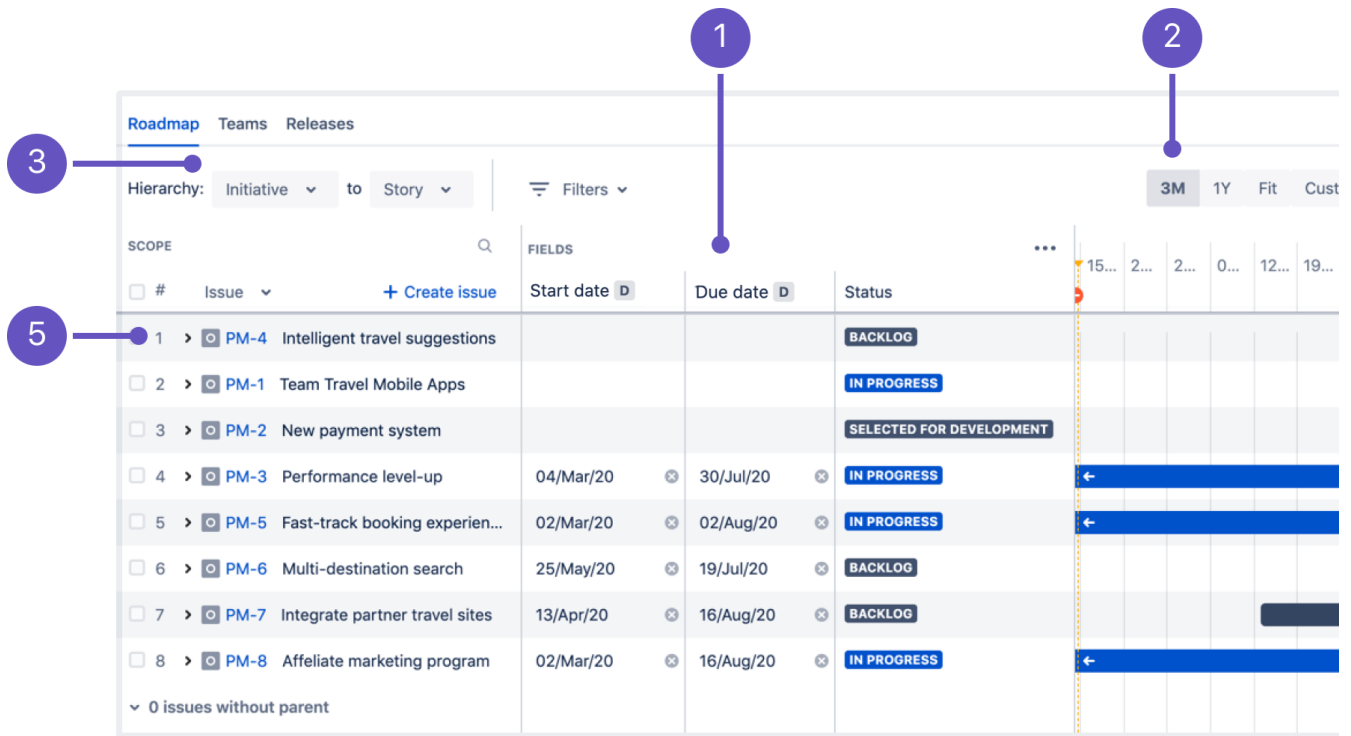 1
2
Roadmap Teams Releases
3
Hierarchy: Initiative to Story Filters 3M 1Y Fit Cust
SCOPE FIELDS
15... 2... 2... 0... 12... 19...
# Issue + Create issue Start date D Due date D Status
5
1 PM-4 Intelligent travel suggestions BACKLOG
2 PM-1 Team Travel Mobile Apps IN PROGRESS
3 PM-2 New payment system SELECTED FOR DEVELOPMENT
4 PM-3 Performance level-up 04/Mar/20 30/Jul/20 IN PROGRESS
5 PM-5 Fast-track booking experien... 02/Mar/20 02/Aug/20 IN PROGRESS
6 PM-6 Multi-destination search 25/May/20 19/Jul/20 BACKLOG
7 PM-7 Integrate partner travel sites 13/Apr/20 16/Aug/20 BACKLOG
8 PM-8 Affeliate marketing program 02/Mar/20 16/Aug/20 IN PROGRESS
0 issues without parent